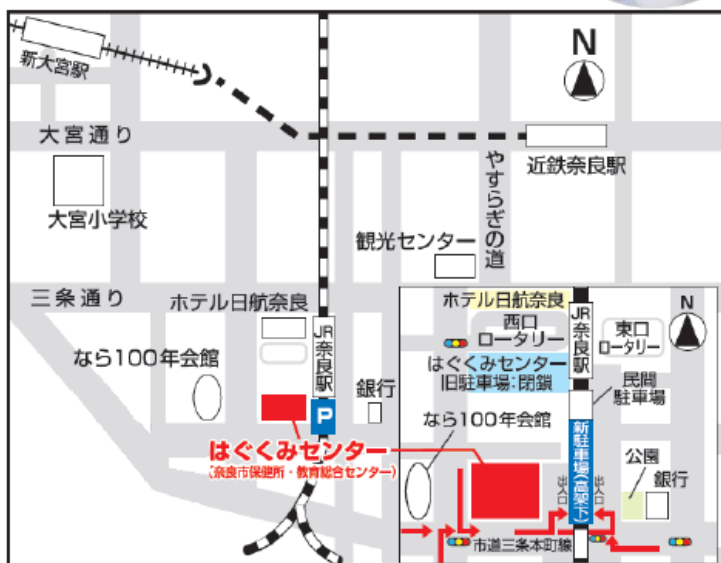 新大宮駅
N
大宮通り
近鉄奈良駅
大宮小学校
やすらぎの道
観光センター
三条通り
ホテル日航奈良
JR奈良駅
なら100年会館
銀行
P
はぐくみセンター
(奈良市保健所・教育総合センター)
ホテル日航奈良
N
西口
ロータリー
JR奈良駅
東口
ロータリー
はぐくみセンター
旧駐車場:閉鎖
民間
駐車場
なら100年会館
新駐車場(高架下)
公園
銀行
出入口
出入口
市道三条本町線